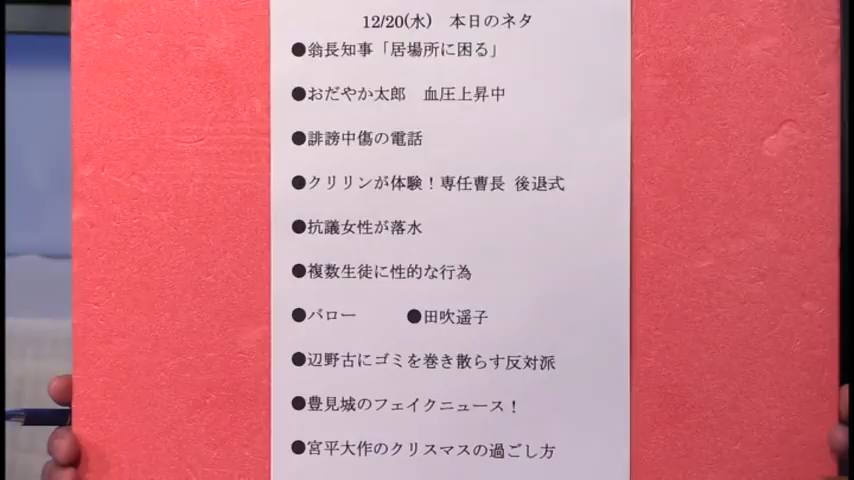 12/20(水)　本日のネタ
●翁長知事「居場所に困る」
●おだやか太郎　血圧上昇中
●誹謗中傷の電話
●クリリンが体験！専任曹長 後退式
●抗議女性が落水
●複数生徒に性的な行為
●バロー　　　●田吹遥子
●辺野古にゴミを巻き散らす反対派
●豊見城のフェイクニュース！
●宮平大作のクリスマスの過ごし方